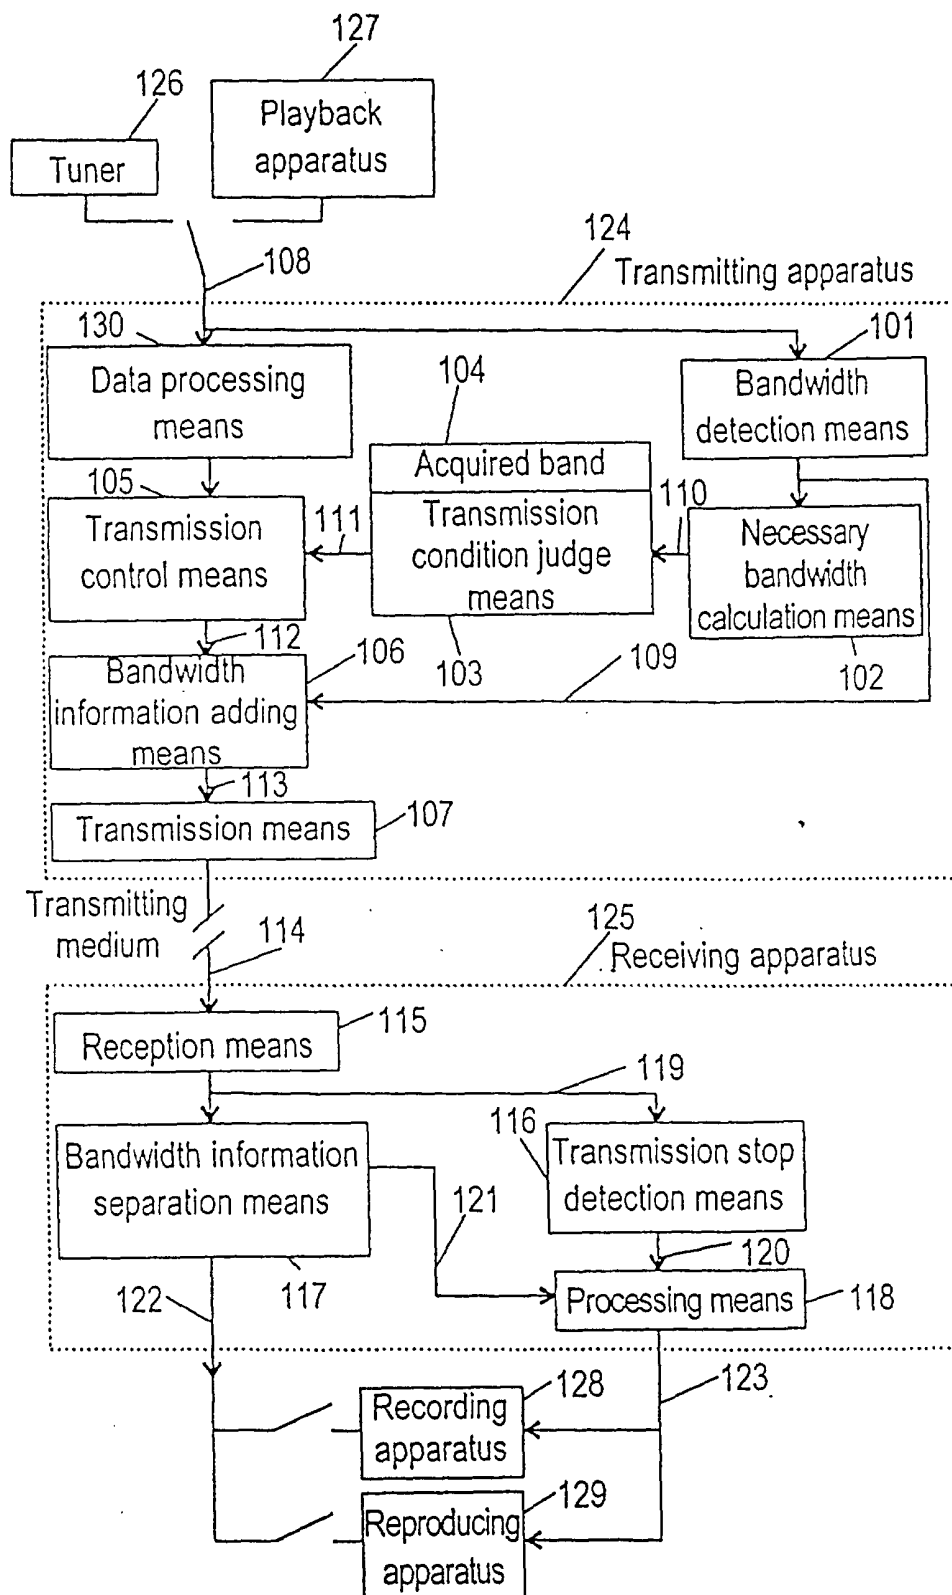 127
126
Playback
apparatus
Tuner
108
124
Transmitting apparatus
130
101
Data processing
means
104
Bandwidth
detection means
Acquired band
105
Transmission
control means
111
Transmission
condition judge
means
110
Necessary
bandwidth
calculation means
112
106
103
109
102
Bandwidth
information adding
means
113
Transmission means
107
Transmitting
medium
114
125
Receiving apparatus
115
Reception means
119
116
Bandwidth information
separation means
Transmission stop
detection means
121
120
122
117
Processing means
118
128
123
Recording
apparatus
129
Reproducing
apparatus